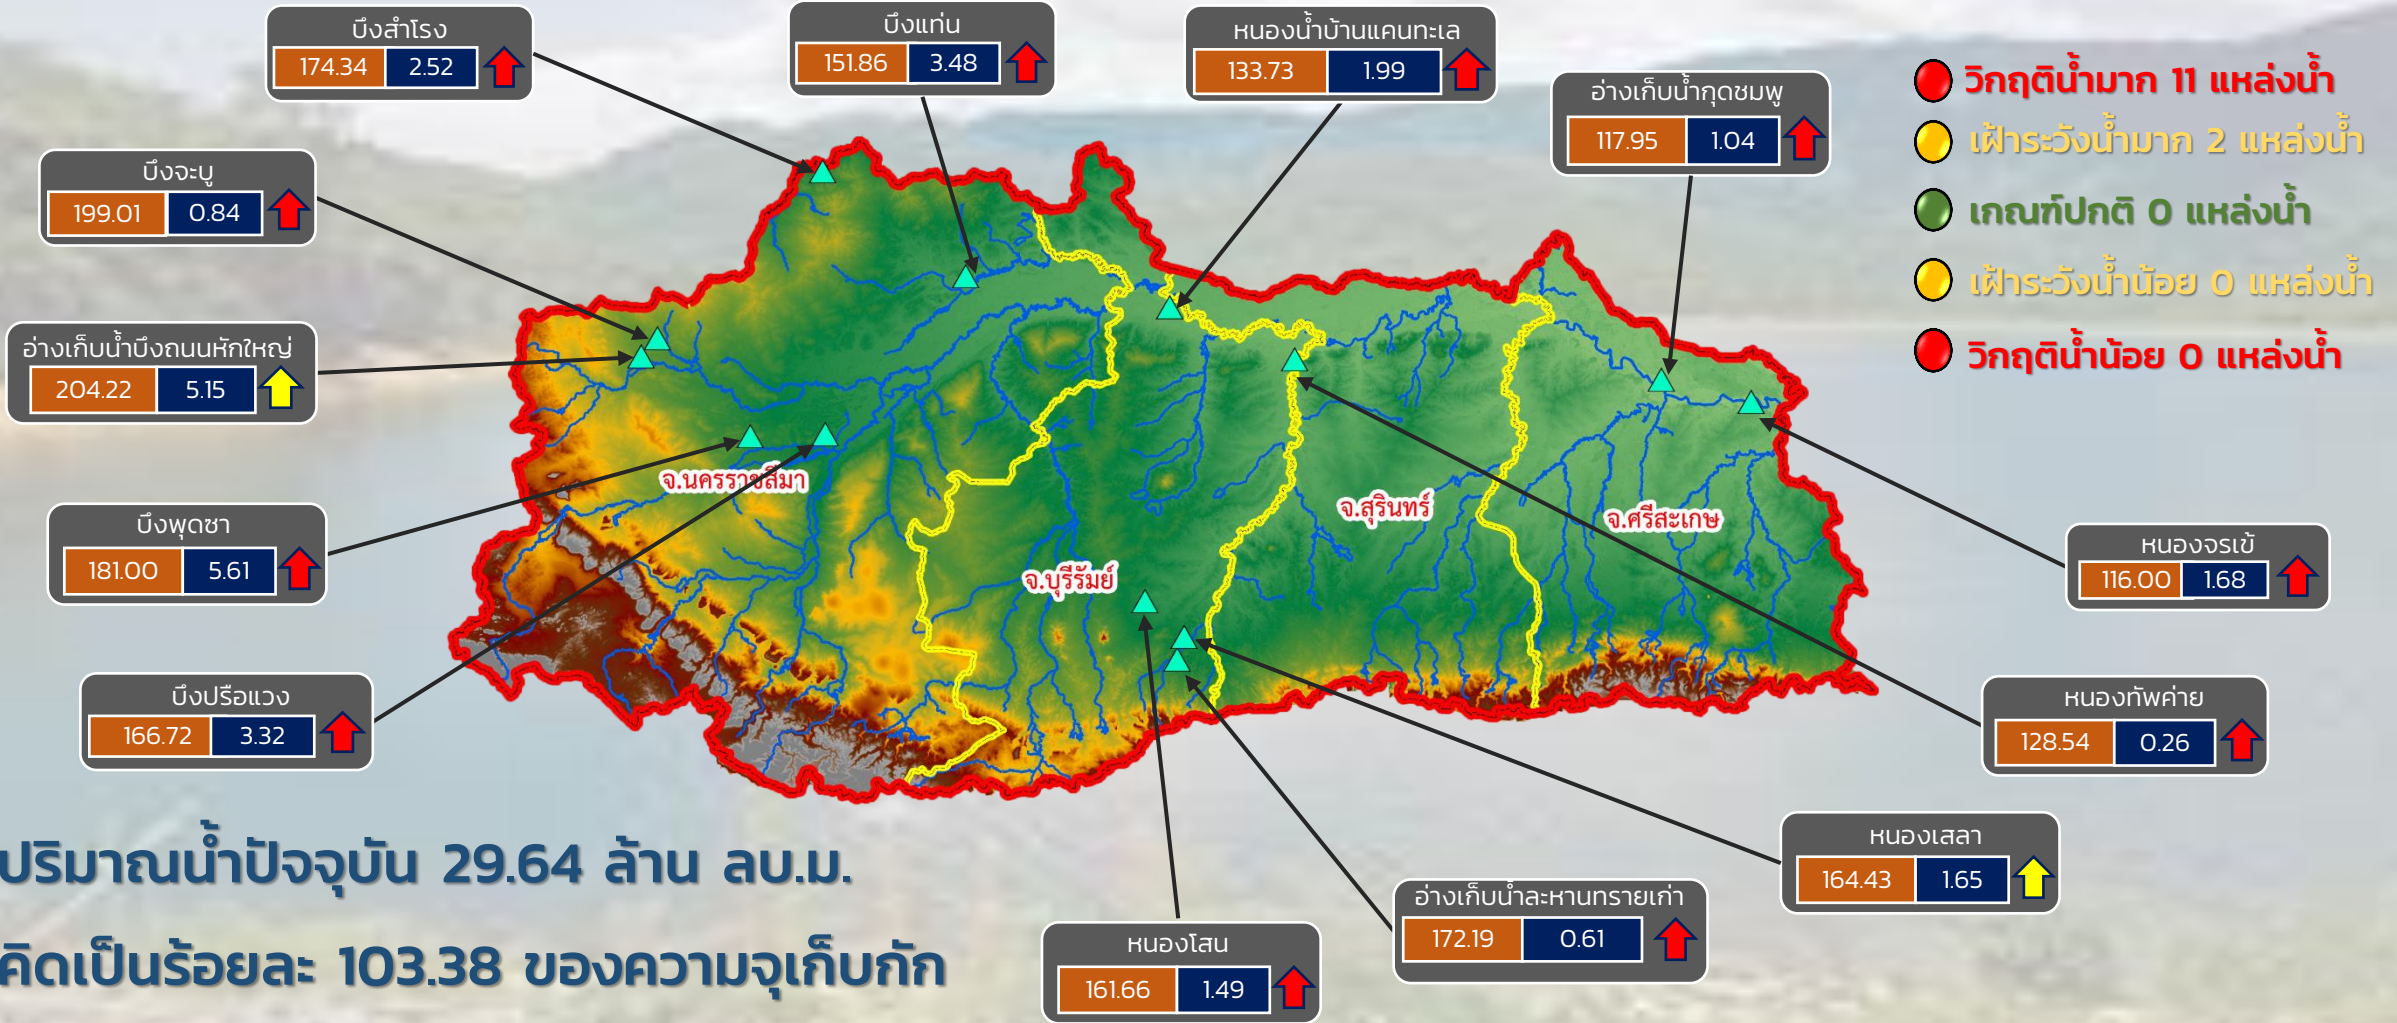 บึงสำโรง
174.34 2.52
บึงแท่น
151.86 3.48
หนองน้ำบ้านแคนทะเล
133.73 1.99
อ่างเก็บน้ำกุดชมพู
117.95 1.04
วิกฤติน้ำมาก 11 แหล่งน้ำ
เฝ้าระวังน้ำมาก 2 แหล่งน้ำ
เกณฑ์ปกติ 0 แหล่งน้ำ
เฝ้าระวังน้ำน้อย 0 แหล่งน้ำ
วิกฤติน้ำน้อย 0 แหล่งน้ำ
บึงจะบู
199.01 0.84
อ่างเก็บน้ำบึงถนนหักใหญ่
204.22 5.15
บึงพุดซา
181.00 5.61
บึงปรือแวง
166.72 3.32
จ.นครราชสีมา
จ.บุรีรัมย์
จ.สุรินทร์
จ.ศรีสะเกษ
หนองจรเข้
116.00 1.68
หนองทัพค่าย
128.54 0.26
หนองเสลา
164.43 1.65
อ่างเก็บน้ำละหานทรายเก่า
172.19 0.61
หนองโสน
161.66 1.49
ปริมาณน้ำปัจจุบัน 29.64 ล้าน ลบ.ม.
คิดเป็นร้อยละ 103.38 ของความจุเก็บกัก